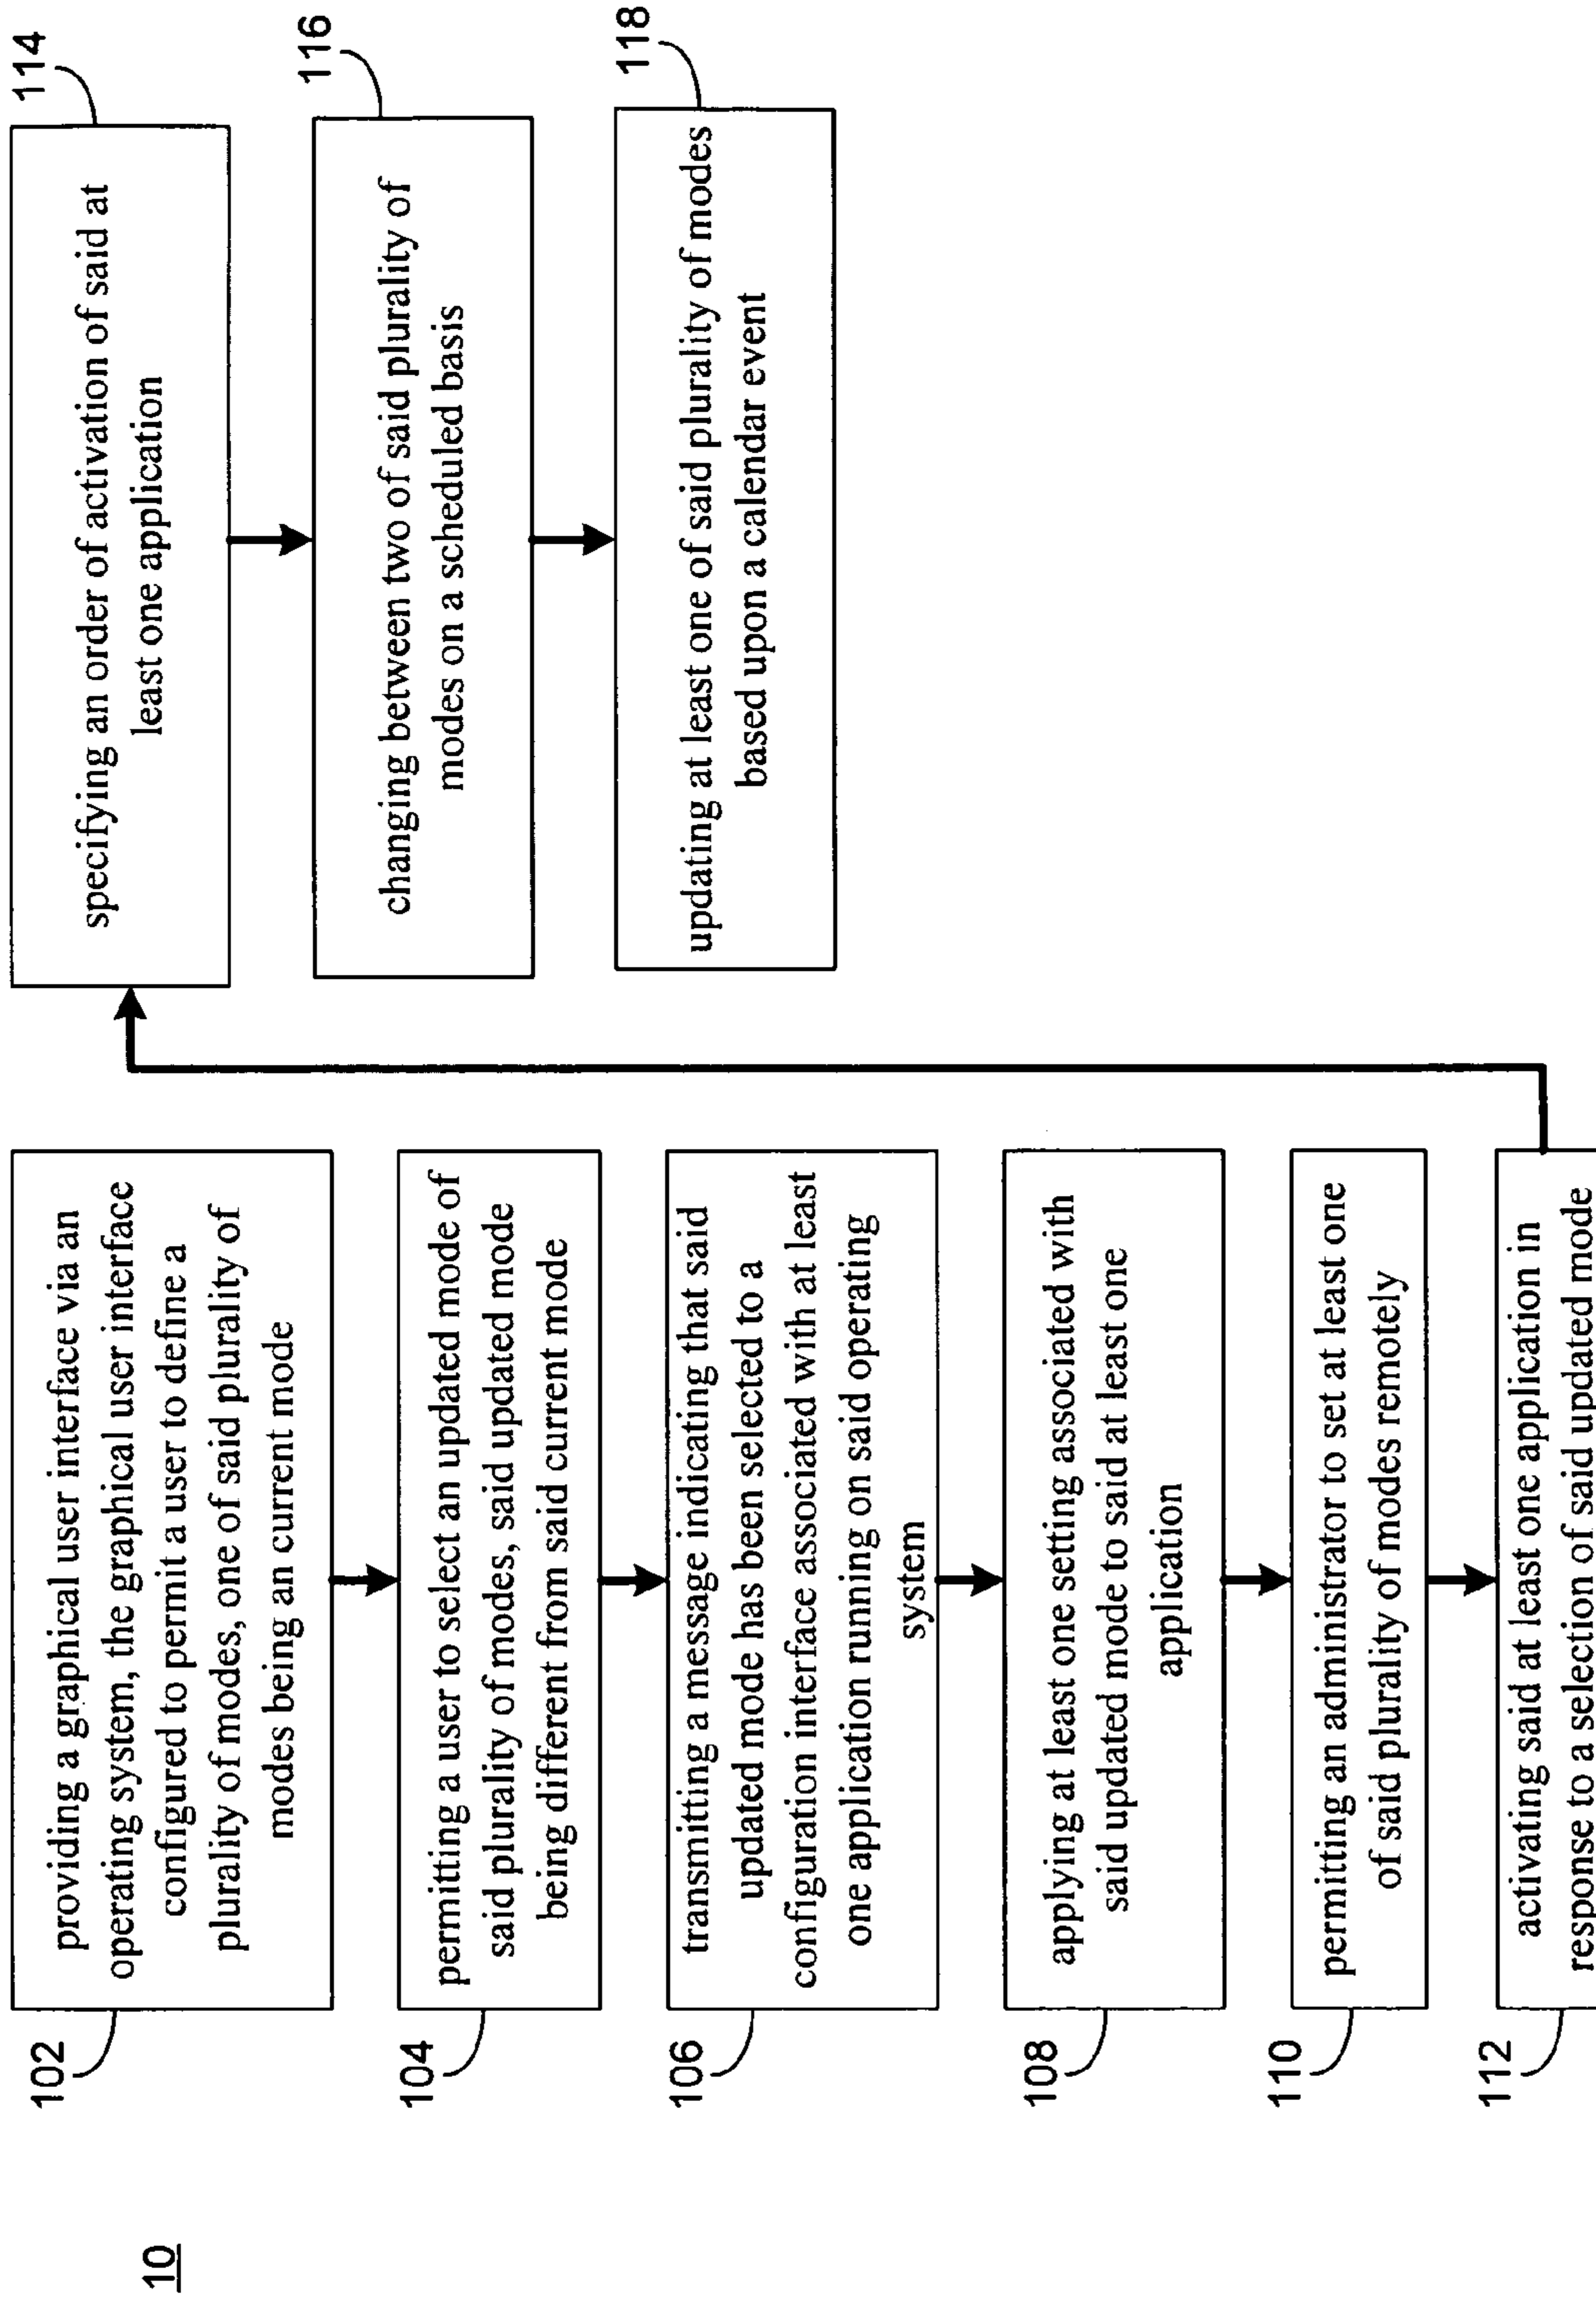 10
102
providing a graphical user interface via an
operating system, the graphical user interface
configured to permit a user to define a
plurality of modes, one of said plurality of
modes being an current mode
104
permitting a user to select an updated mode of
said plurality of modes, said updated mode
being different from said current mode
106
transmitting a message indicating that said
updated mode has been selected to a
configuration interface associated with at least
one application running on said operating
system
108
applying at least one setting associated with
said updated mode to said at least one
application
110
permitting an administrator to set at least one
of said plurality of modes remotely
112
activating said at least one application in
response to a selection of said updated mode
114
specifying an order of activation of said at
least one application
116
changing between two of said plurality of
modes on a scheduled basis
118
updating at least one of said plurality of modes
based upon a calendar event